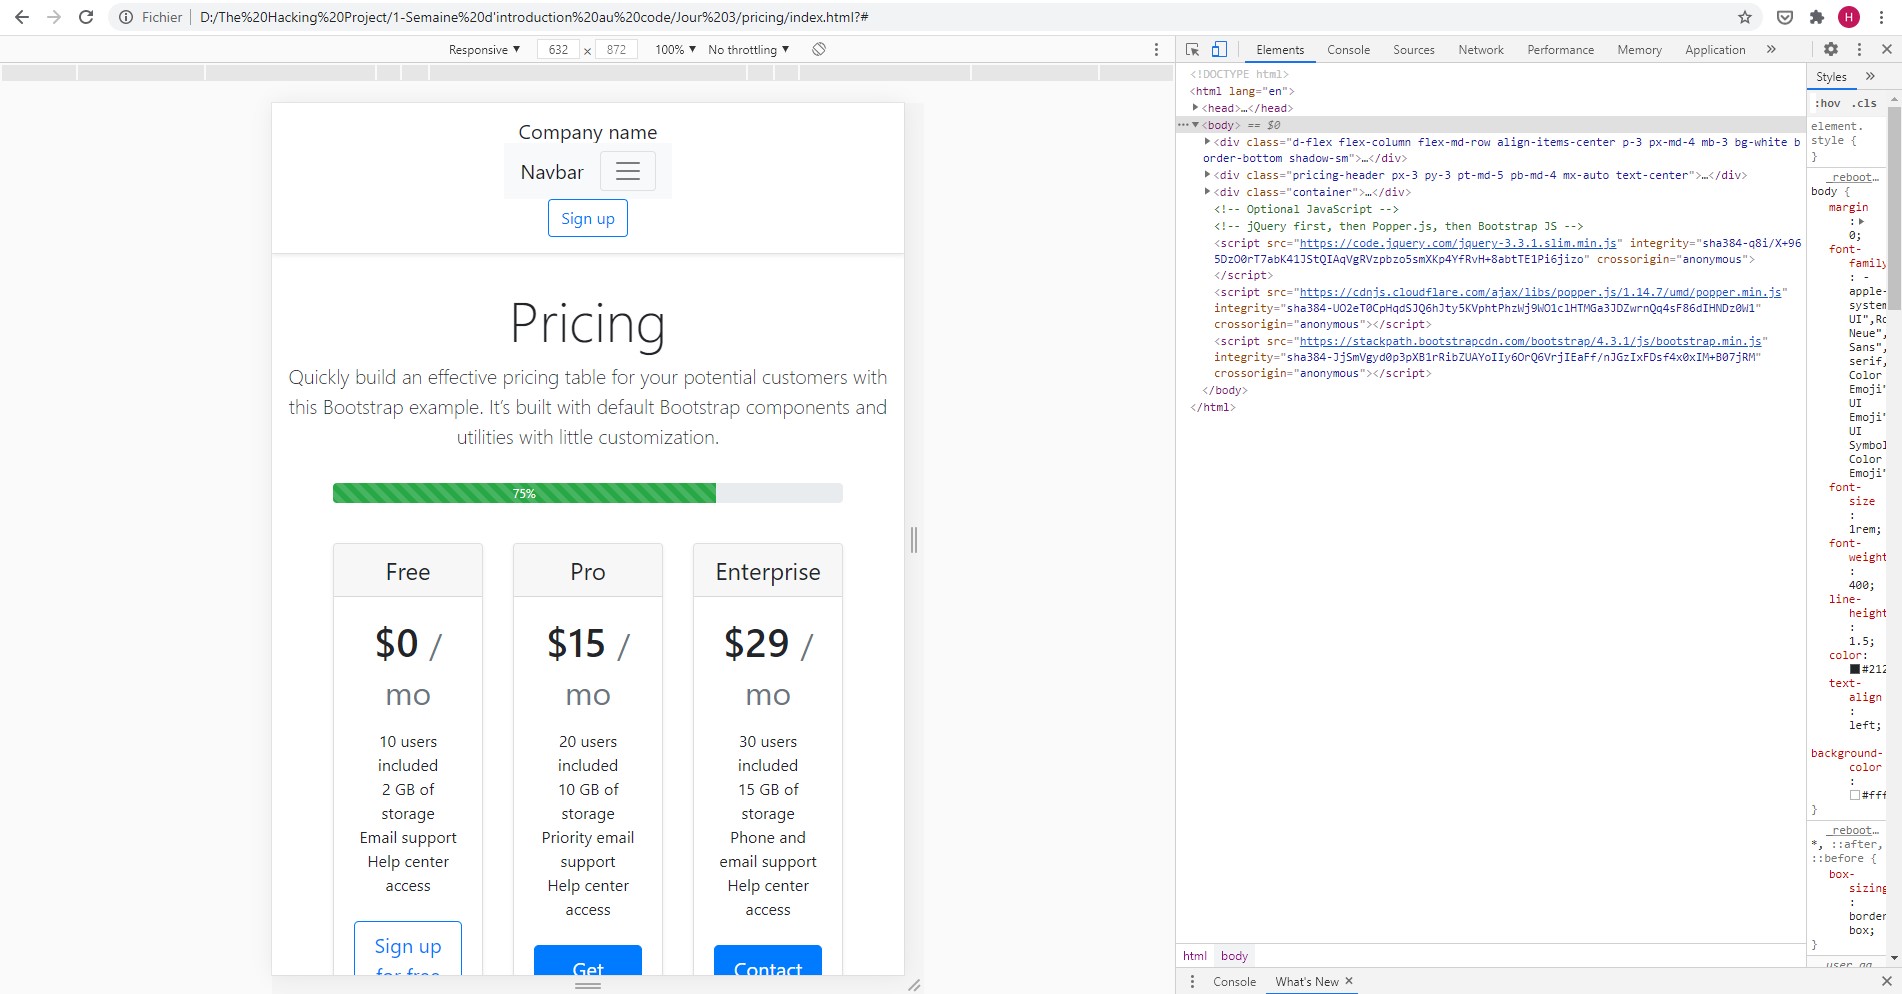 Fichier D:/The%20Hacking%20Project/1-Semaine%20d'introduction%20au%20code/Jour%203/pricing/index.html?#
H
Responsive ▼ 632 × 872 100% ▼ No throttling ▼
Company name
Navbar
Sign up
Pricing
Quickly build an effective pricing table for your potential customers with
this Bootstrap example. It's built with default Bootstrap components and
utilities with little customization.
75%
Free
$0 /
mo
10 users
included
2 GB of
storage
Email support
Help center
access
Sign up
for free
Pro
$15 /
mo
20 users
included
10 GB of
storage
Priority email
support
Help center
access
Get
Enterprise
$29 /
mo
30 users
included
15 GB of
storage
Phone and
email support
Help center
access
Contact
Elements Console Sources Network Performance Memory Application »
<!DOCTYPE html>
<html lang="en">
<head>…</head>
<body> == $0
<div class="d-flex flex-column flex-md-row align-items-center p-3 px-md-4 mb-3 bg-white b
order-bottom shadow-sm">…</div>
<div class="pricing-header px-3 py-3 pt-md-5 pb-md-4 mx-auto text-center">…</div>
<div class="container">…</div>
<!-- Optional JavaScript -->
<!-- jQuery first, then Popper.js, then Bootstrap JS -->
<script src="https://code.jquery.com/jquery-3.3.1.slim.min.js" integrity="sha384-q8i/X+96
5DzO0rT7abK41JStQIAqVgRVzpbzo5smXKp4YfRvH+8abtTE1Pi6jizo" crossorigin="anonymous">
</script>
<script src="https://cdnjs.cloudflare.com/ajax/libs/popper.js/1.14.7/umd/popper.min.js"
integrity="sha384-UO2eT0CpHqdSJQ6hJty5KVphtPhzWj9WO1clHTMGa3JDZwrnQq4sF86dIHNDz0W1"
crossorigin="anonymous"></script>
<script src="https://stackpath.bootstrapcdn.com/bootstrap/4.3.1/js/bootstrap.min.js"
integrity="sha384-JjSmVgyd0p3pXB1rRibZUAYoIIy6OrQ6VrjIEaFf/nJGzIxFDsf4x0xIM+B07jRM"
crossorigin="anonymous"></script>
</body>
</html>
html body
Console What's New
Styles »
:hov .cls
element.
style {
}
_reboot…
body {
margin
:
0;
font-
family
: -
apple-
system
UI",Ro
Neue",
Sans",
serif,
Color
Emoji"
UI
Emoji"
UI
Symbol
Color
Emoji"
font-
size
:
1rem;
font-
weight
:
400;
line-
height
:
1.5;
color:
#212
text-
align
:
left;
background-
color
:
#fff
}
_reboot…
*, ::after,
::before {
box-
sizing
:
border
box;
}